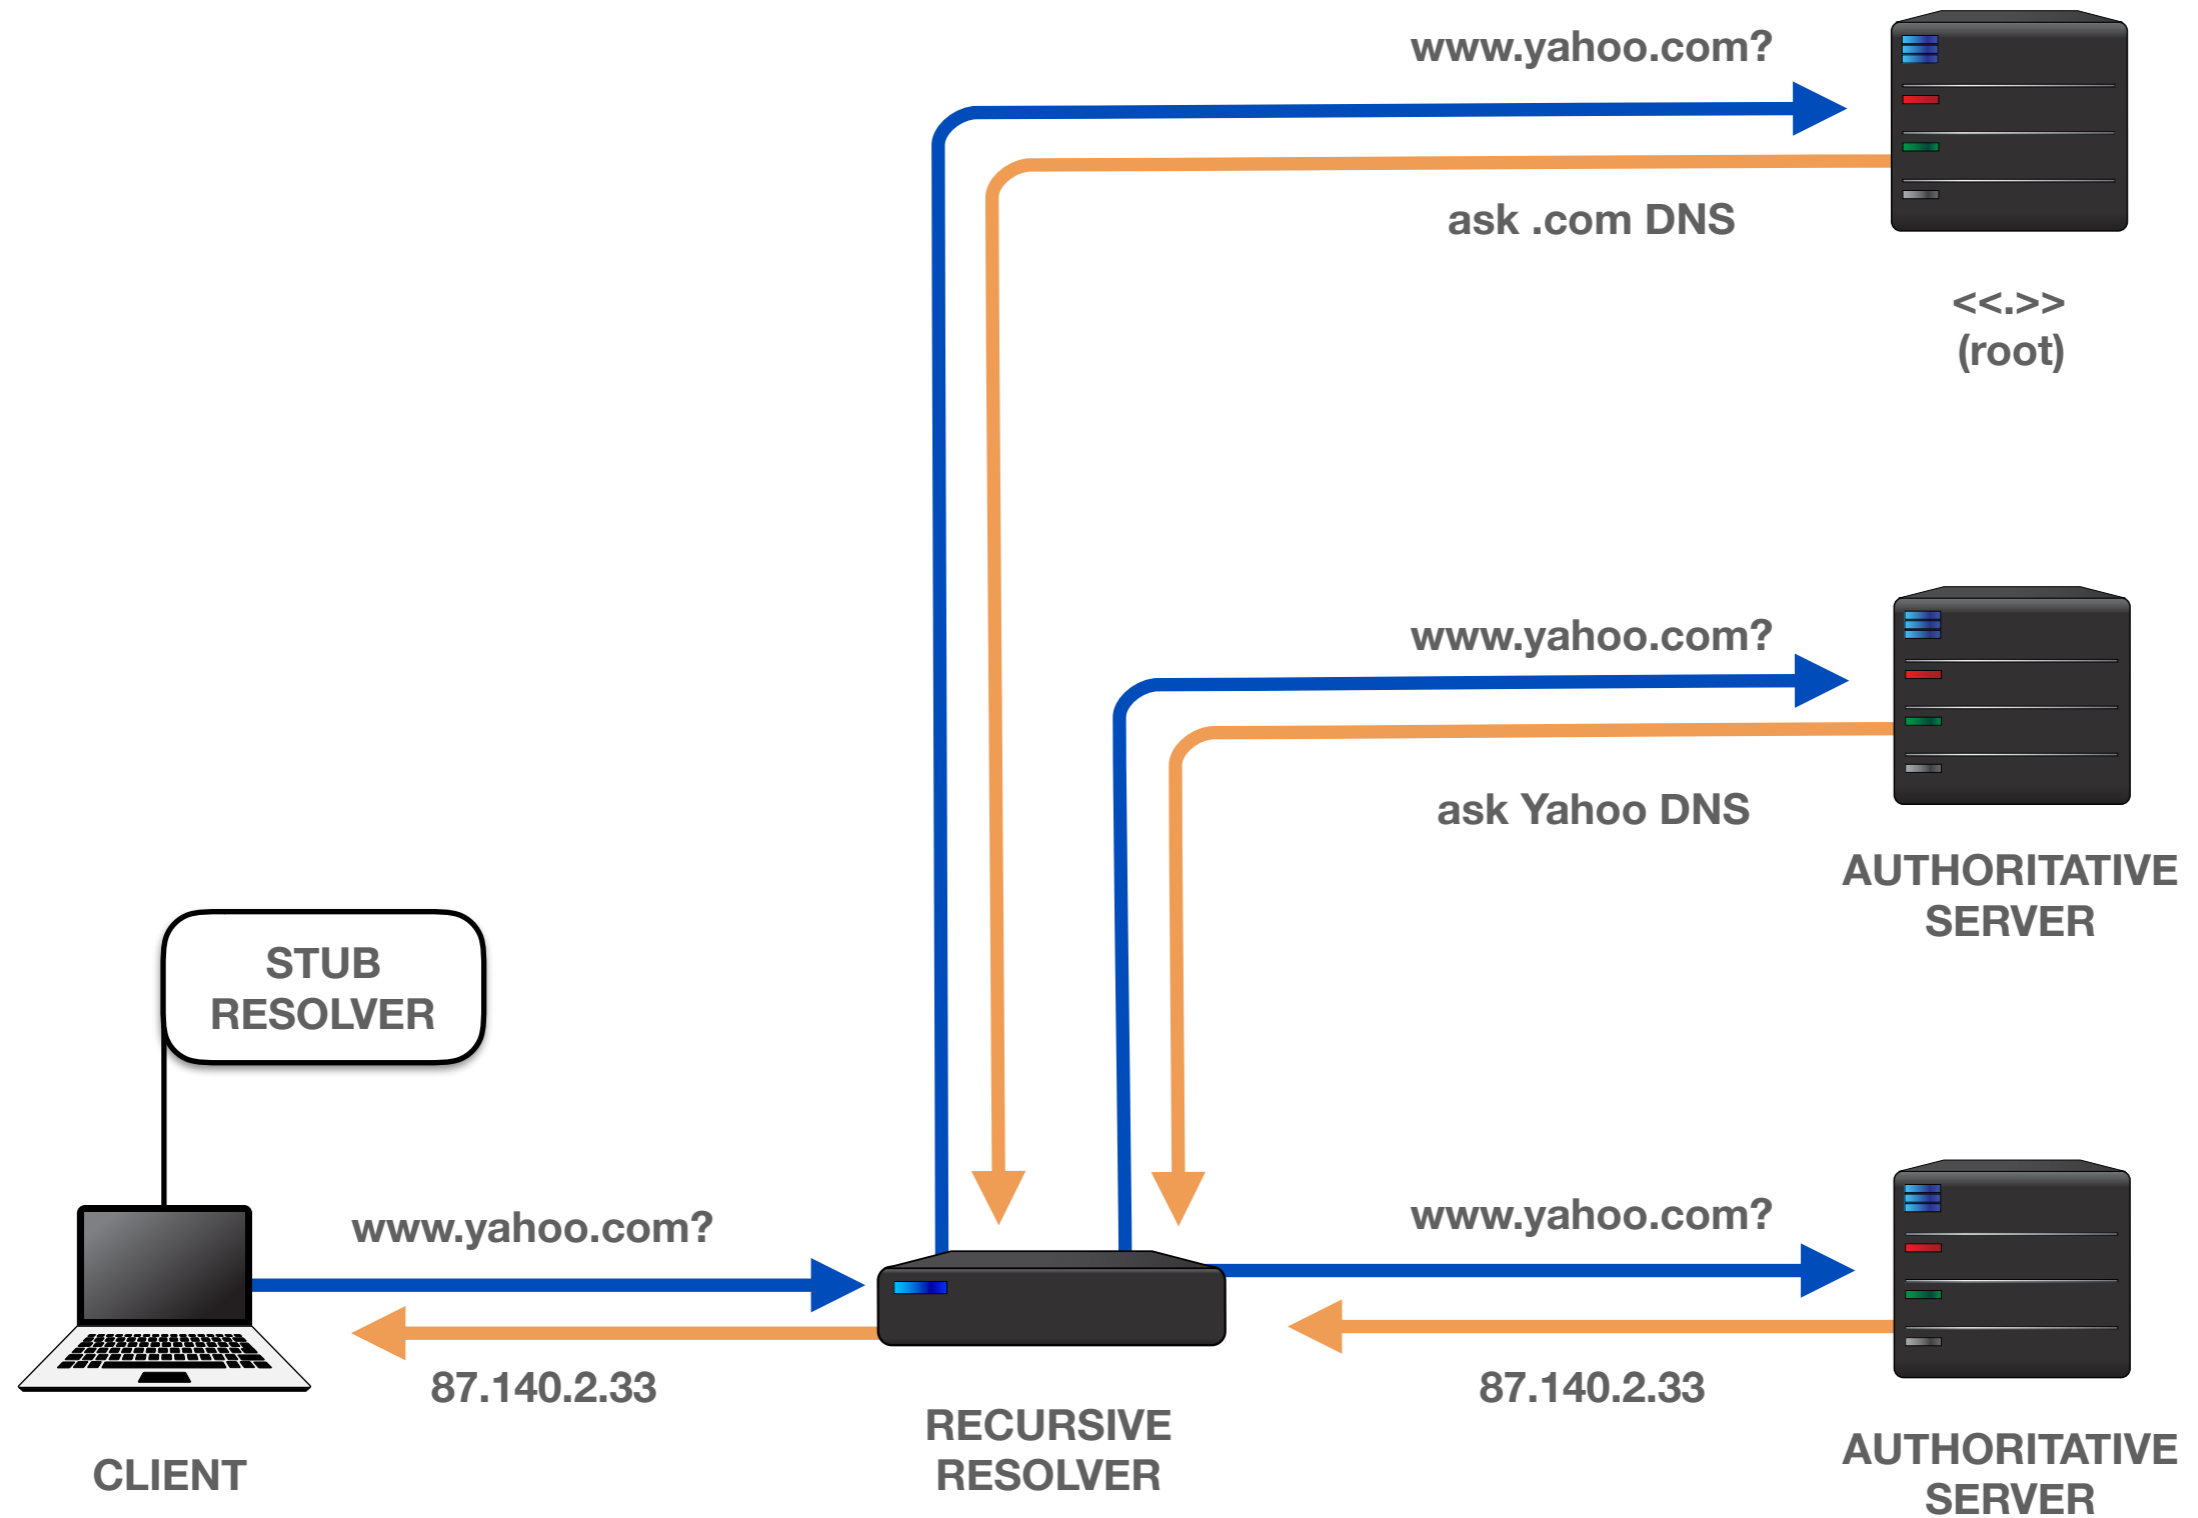 www.yahoo.com?
ask .com DNS
<<.>>
(root)
www.yahoo.com?
ask Yahoo DNS
AUTHORITATIVE
SERVER
STUB
RESOLVER
www.yahoo.com?
87.140.2.33
CLIENT
RECURSIVE
RESOLVER
www.yahoo.com?
87.140.2.33
AUTHORITATIVE
SERVER